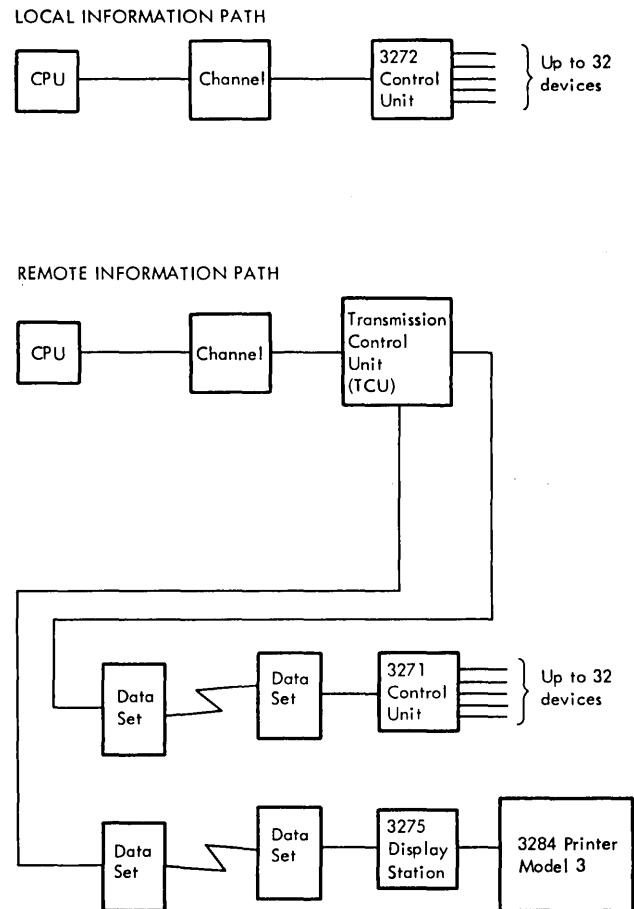 LOCAL INFORMATION PATH
CPU
Channel
3272
Control
Unit
Up to 32
devices
REMOTE INFORMATION PATH
CPU
Channel
Transmission
Control
Unit
(TCU)
Data
Set
Data
Set
3271
Control
Unit
Up to 32
devices
Data
Set
Data
Set
3275
Display
Station
3284 Printer
Model 3